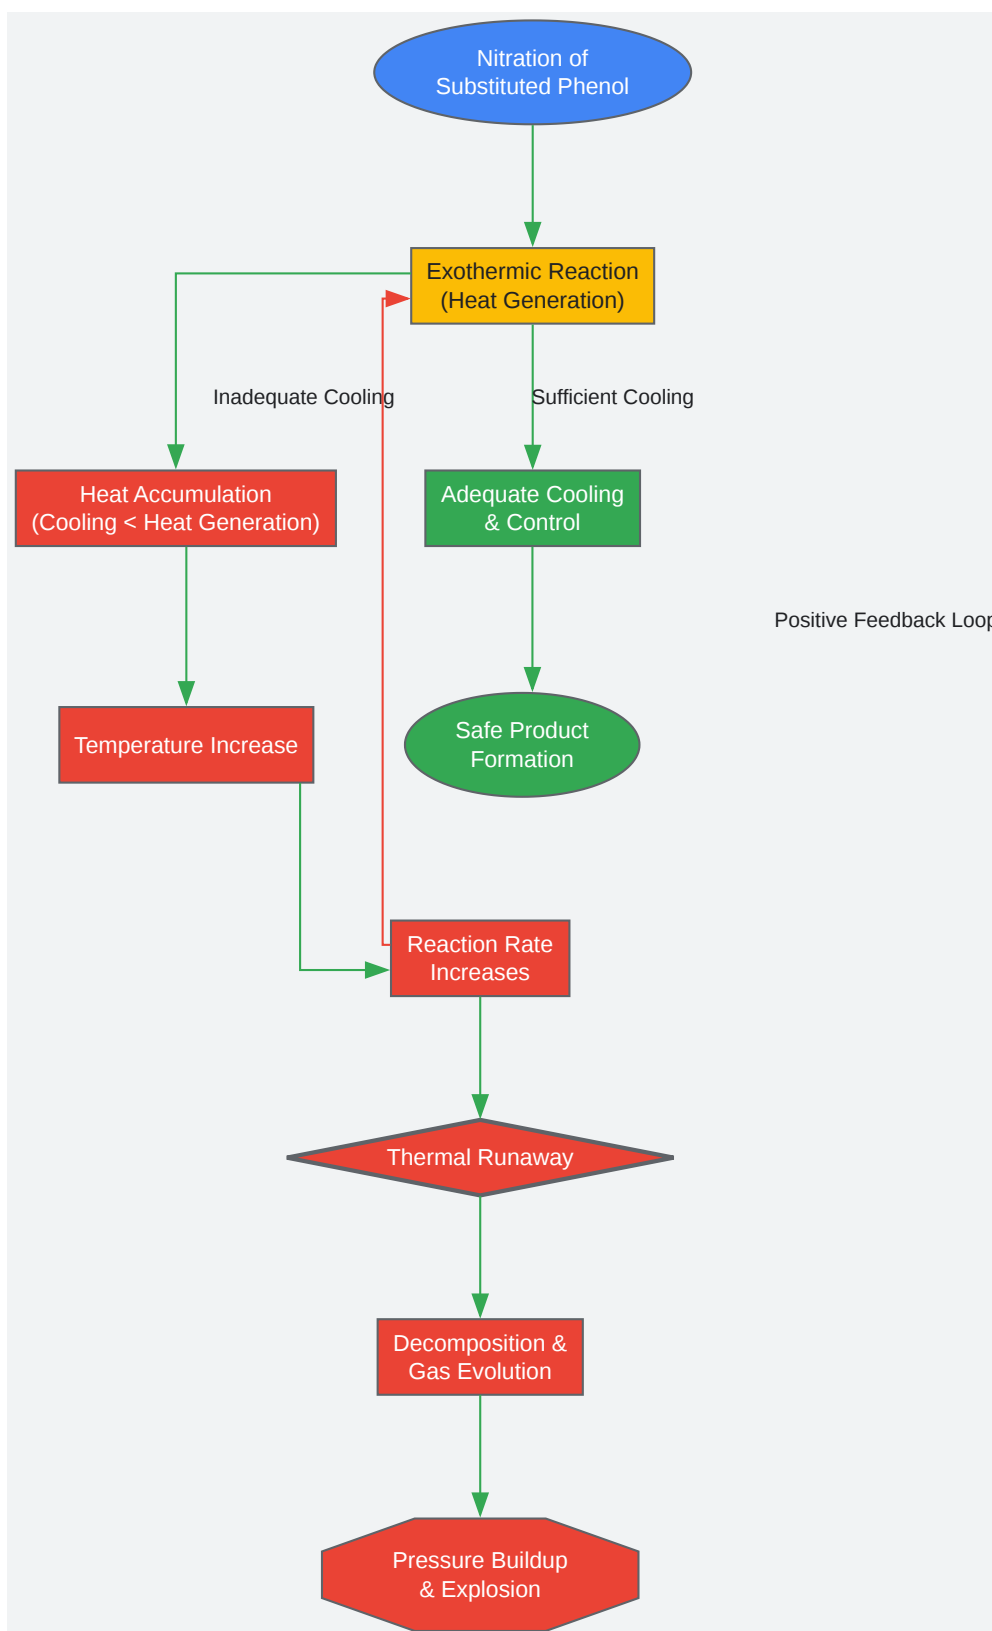 Nitration of
Substituted Phenol
Exothermic Reaction
(Heat Generation)
Inadequate Cooling
Sufficient Cooling
Heat Accumulation
(Cooling < Heat Generation)
Adequate Cooling
& Control
Positive Feedback Loop
Temperature Increase
Safe Product
Formation
Reaction Rate
Increases
Thermal Runaway
Decomposition &
Gas Evolution
Pressure Buildup
& Explosion